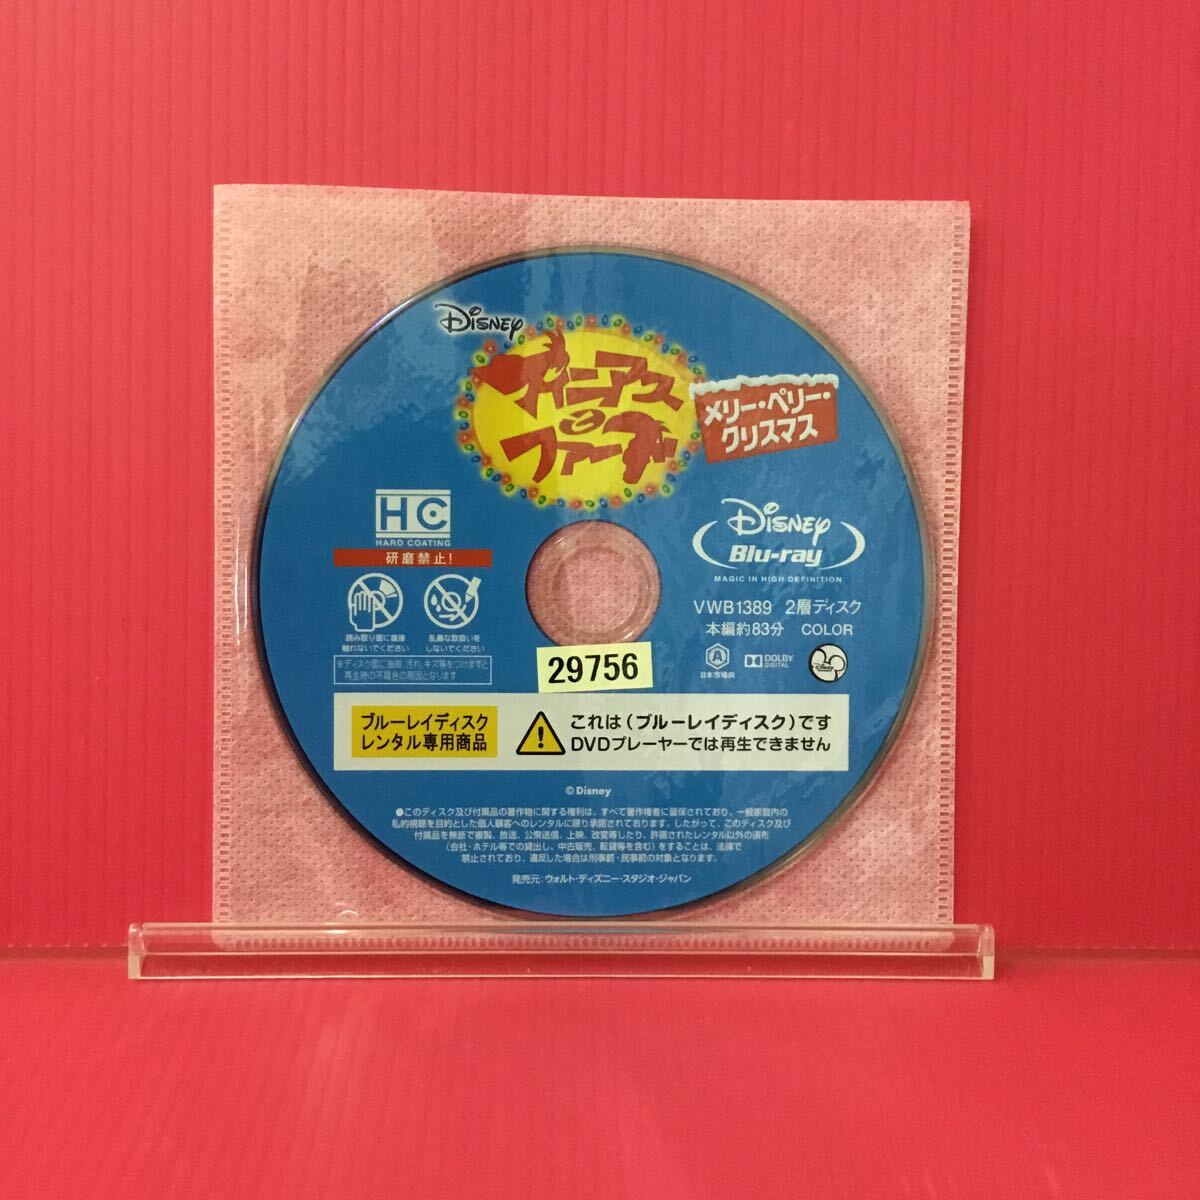 Disney
フィニアス
と
ファーブ
メリー・ペリー・
クリスマス
HC
HARD COATING
研磨禁止!
読み取り面に直接
触れないでください
乱暴な取扱いを
しないでください
※ディスク面に指紋、汚れ、キズ等をつけますと
再生時の不具合の原因となります
Disney
Blu-ray
MAGIC IN HIGH DEFINITION
VWB1389 2層ディスク
本編約83分 COLOR
A
日本市場向
DOLBY
DIGITAL
29756
ブルーレイディスク
レンタル専用商品
これは(ブルーレイディスク)です
DVDプレーヤーでは再生できません
©Disney
●このディスク及び付属品の著作物に関する権利は、すべて著作権者に留保されており、一般家庭内の
私的視聴を目的とした個人顧客へのレンタルに限り承諾されております。したがって、このディスク及び
付属品を無断で複製、放送、公衆送信、上映、改変等したり、許諾されたレンタル以外の頒布
(会社・ホテル等での貸出し、中古販売、転貸等を含む)をすることは、法律で
禁止されており、違反した場合は刑事罰・民事罰の対象となります。
発売元:ウォルト・ディズニー・スタジオ・ジャパン